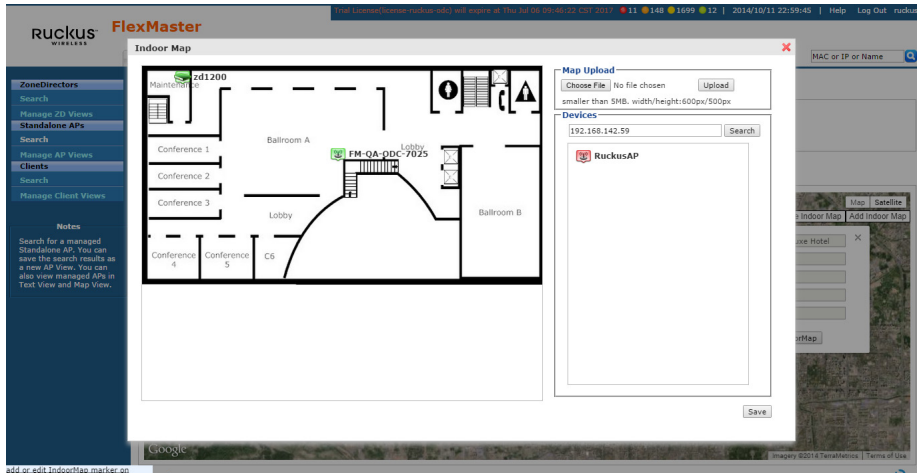 Trial License(license-ruckus-odc) will expire at Thu Jul 06 09:46:22 CST 2017 11 148 1699 12 | 2014/10/11 22:59:45 | Help Log Out ruckus
Ruckus WIRELESS
FlexMaster
MAC or IP or Name
ZoneDirectors
Search
Manage ZD Views
Standalone APs
Search
Manage AP Views
Clients
Search
Manage Client Views
Notes
Search for a managed
Standalone AP. You can
save the search results as
a new AP View. You can
also view managed APs in
Text View and Map View.
Indoor Map
zd1200
Maintenance
Ballroom A
Lobby
FM-QA-ODC-7025
Conference 1
Conference 2
Conference 3
Lobby
Ballroom B
Conference 4
Conference 5
C6
Map Upload
Choose File No file chosen Upload
smaller than 5MB. width/height:600px/500px
Devices
192.168.142.59 Search
RuckusAP
Save
Map Satellite
e Indoor Map Add Indoor Map
uxe Hotel
orMap
Google
Imagery ©2014 TerraMetrics | Terms of Use
add or edit IndoorMap marker on